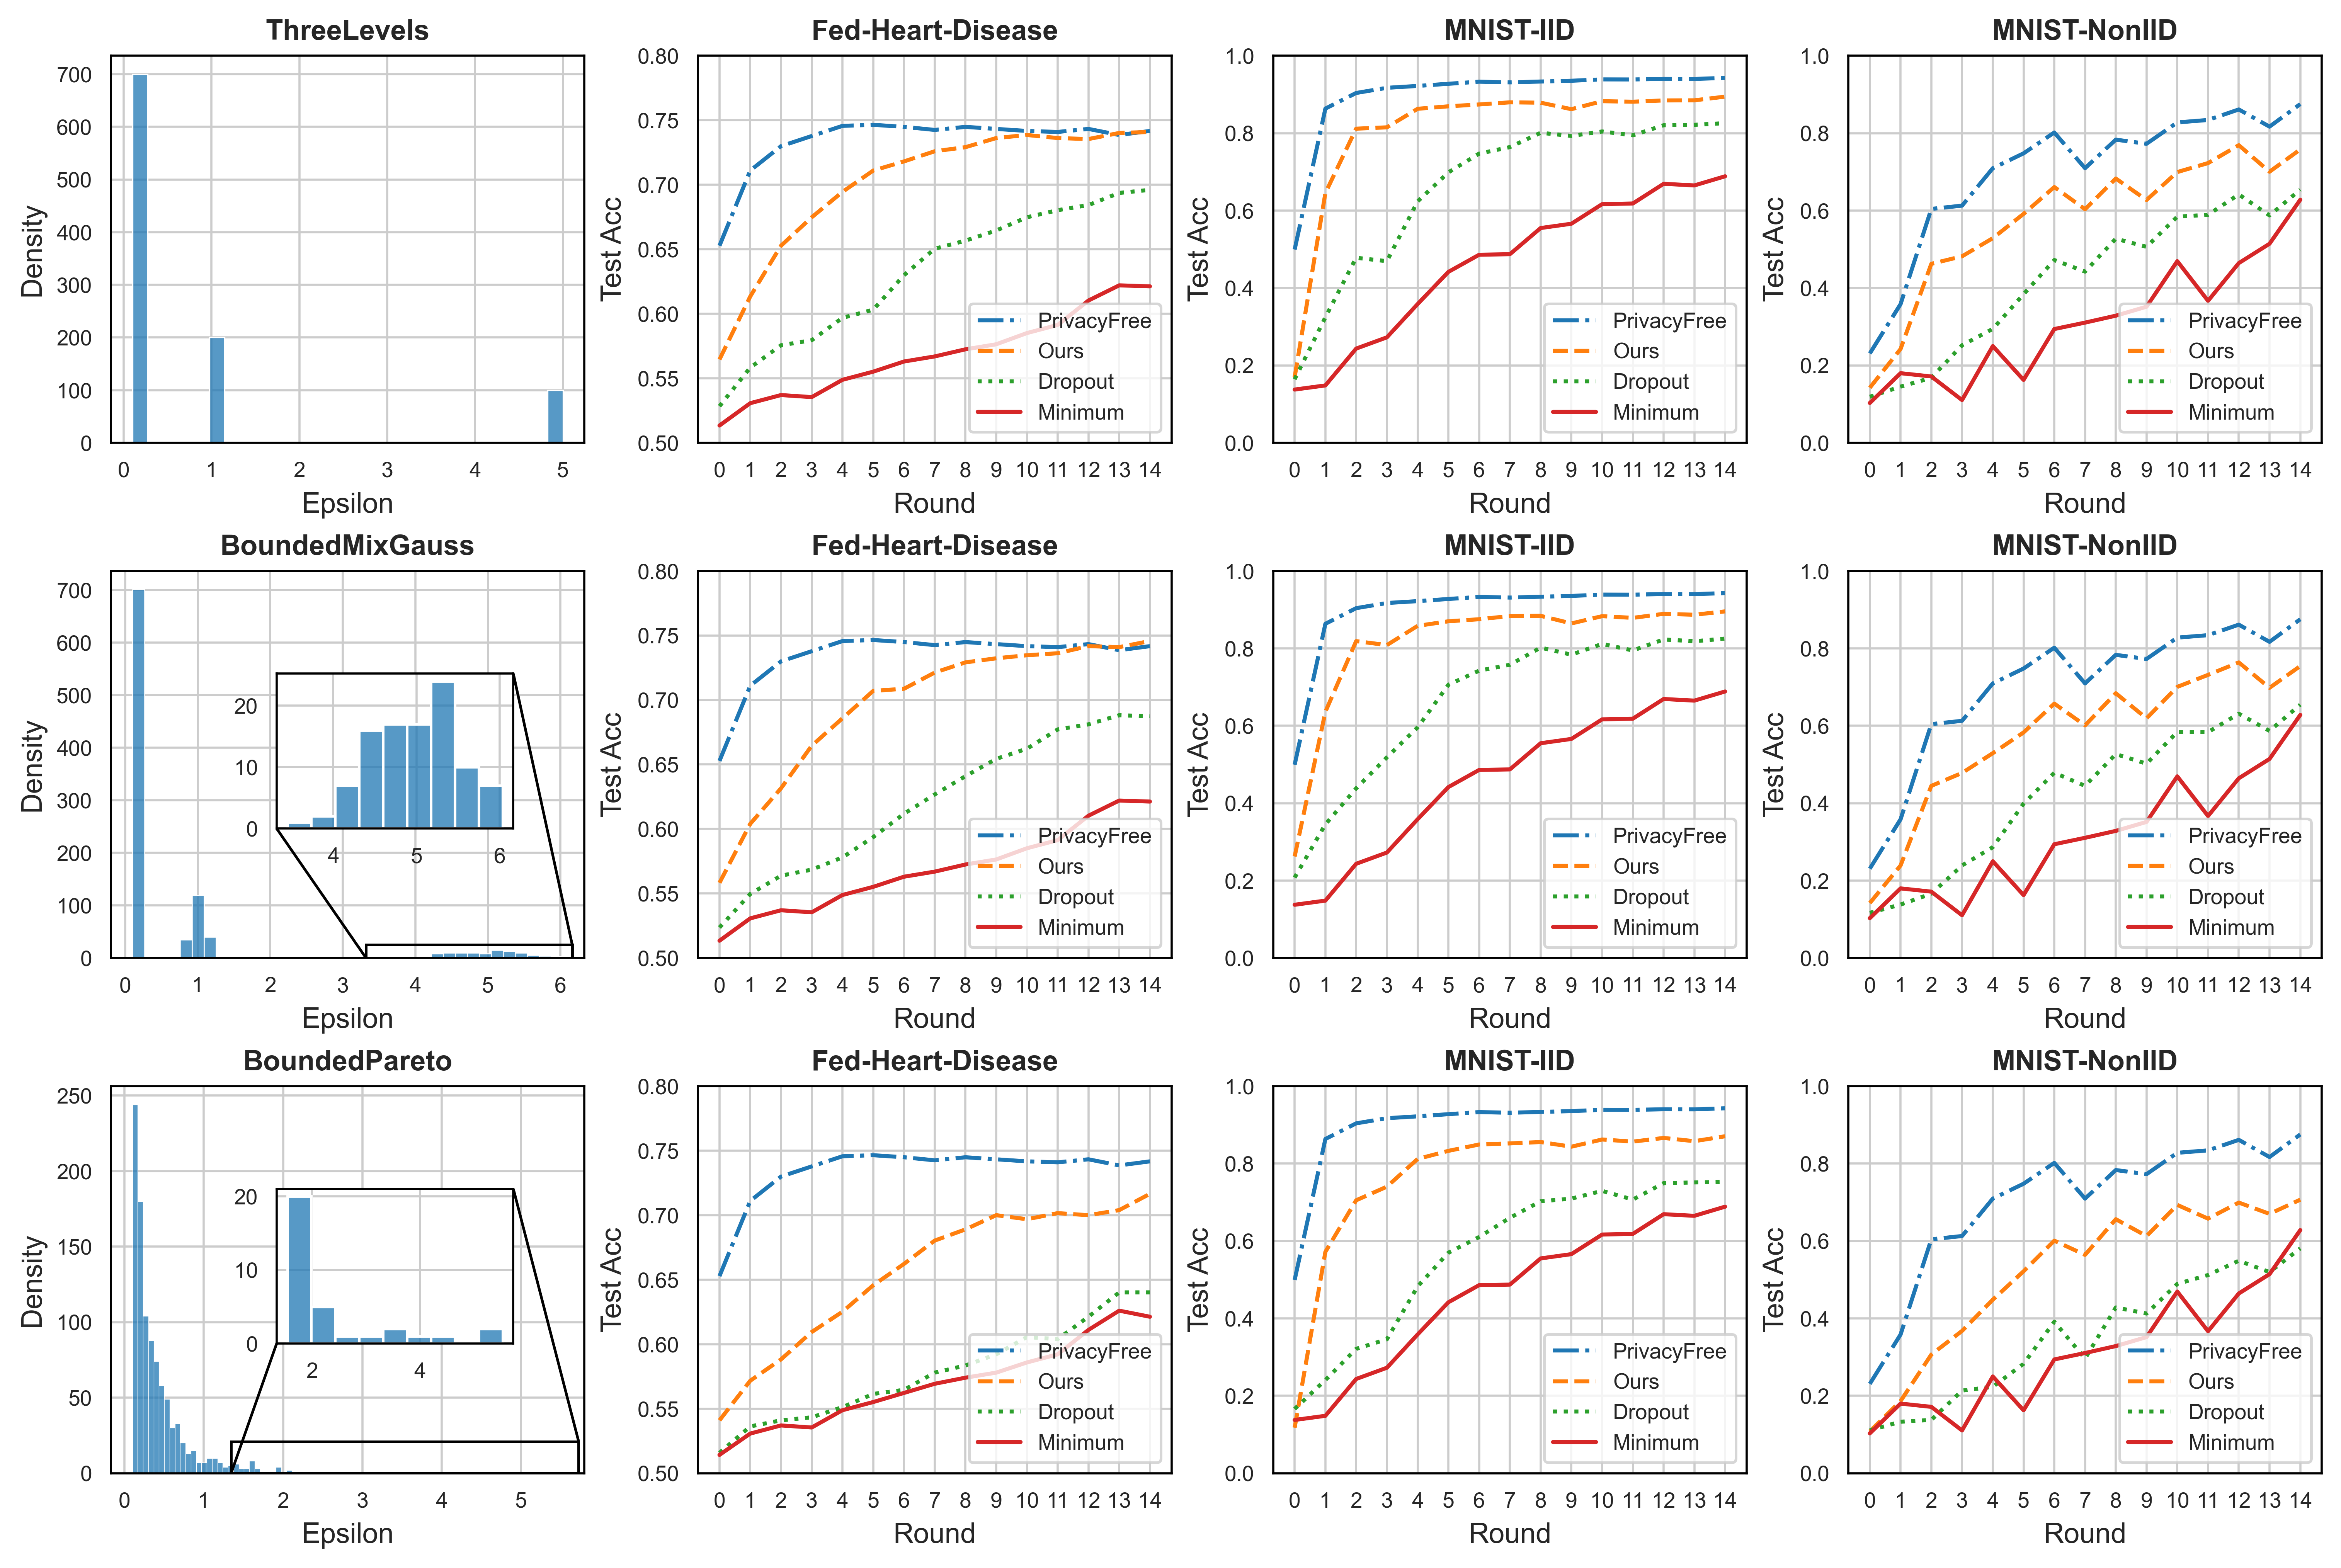 ThreeLevels
Density
700
600
500
400
300
200
100
0
0 1 2 3 4 5
Epsilon
Fed-Heart-Disease
Test Acc
0.80
0.75
0.70
0.65
0.60
0.55
0.50
PrivacyFree
Ours
Dropout
Minimum
0 1 2 3 4 5 6 7 8 9 10 11 12 13 14
Round
MNIST-IID
Test Acc
1.0
0.8
0.6
0.4
0.2
0.0
PrivacyFree
Ours
Dropout
Minimum
0 1 2 3 4 5 6 7 8 9 10 11 12 13 14
Round
MNIST-NonIID
Test Acc
1.0
0.8
0.6
0.4
0.2
0.0
PrivacyFree
Ours
Dropout
Minimum
0 1 2 3 4 5 6 7 8 9 10 11 12 13 14
Round
BoundedMixGauss
Density
700
600
500
400
300
200
100
0
20
10
0
4 5 6
0 1 2 3 4 5 6
Epsilon
Fed-Heart-Disease
Test Acc
0.80
0.75
0.70
0.65
0.60
0.55
0.50
PrivacyFree
Ours
Dropout
Minimum
0 1 2 3 4 5 6 7 8 9 10 11 12 13 14
Round
MNIST-IID
Test Acc
1.0
0.8
0.6
0.4
0.2
0.0
PrivacyFree
Ours
Dropout
Minimum
0 1 2 3 4 5 6 7 8 9 10 11 12 13 14
Round
MNIST-NonIID
Test Acc
1.0
0.8
0.6
0.4
0.2
0.0
PrivacyFree
Ours
Dropout
Minimum
0 1 2 3 4 5 6 7 8 9 10 11 12 13 14
Round
BoundedPareto
Density
250
200
150
100
50
0
20
10
0
2 4
0 1 2 3 4 5
Epsilon
Fed-Heart-Disease
Test Acc
0.80
0.75
0.70
0.65
0.60
0.55
0.50
PrivacyFree
Ours
Dropout
Minimum
0 1 2 3 4 5 6 7 8 9 10 11 12 13 14
Round
MNIST-IID
Test Acc
1.0
0.8
0.6
0.4
0.2
0.0
PrivacyFree
Ours
Dropout
Minimum
0 1 2 3 4 5 6 7 8 9 10 11 12 13 14
Round
MNIST-NonIID
Test Acc
1.0
0.8
0.6
0.4
0.2
0.0
PrivacyFree
Ours
Dropout
Minimum
0 1 2 3 4 5 6 7 8 9 10 11 12 13 14
Round